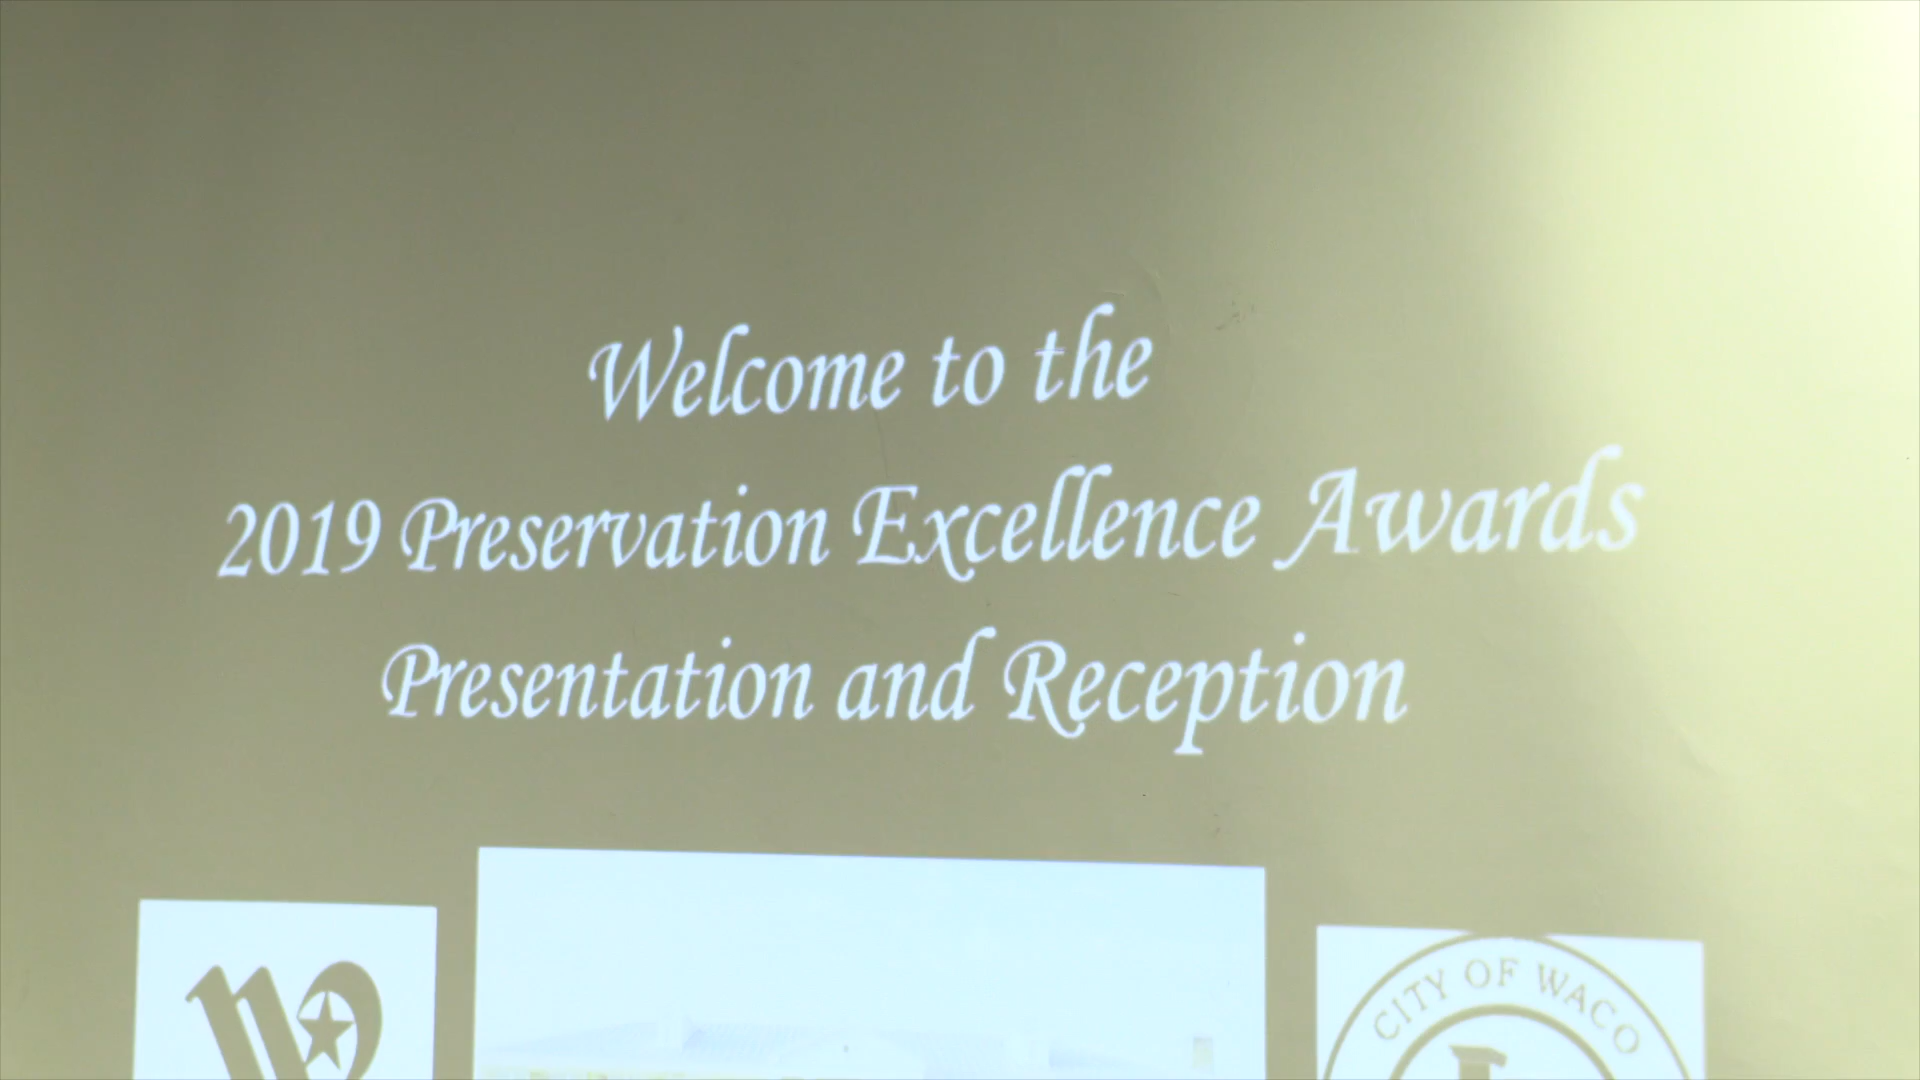 Welcome to the
2019 Preservation Excellence Awards
Presentation and Reception
CITY OF WACO